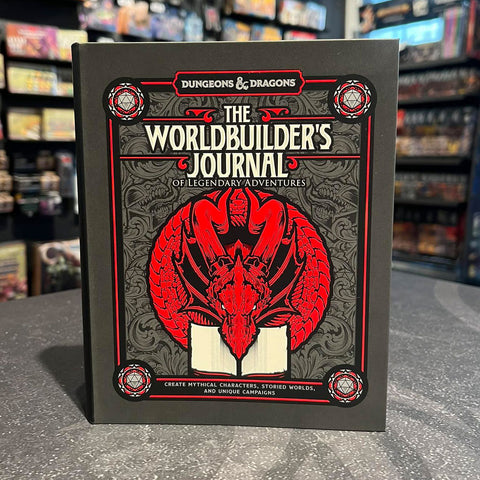 DUNGEONS & DRAGONS
THE
WORLDBUILDER'S
JOURNAL
OF LEGENDARY ADVENTURES
CREATE MYTHICAL CHARACTERS, STORIED WORLDS,
AND UNIQUE CAMPAIGNS